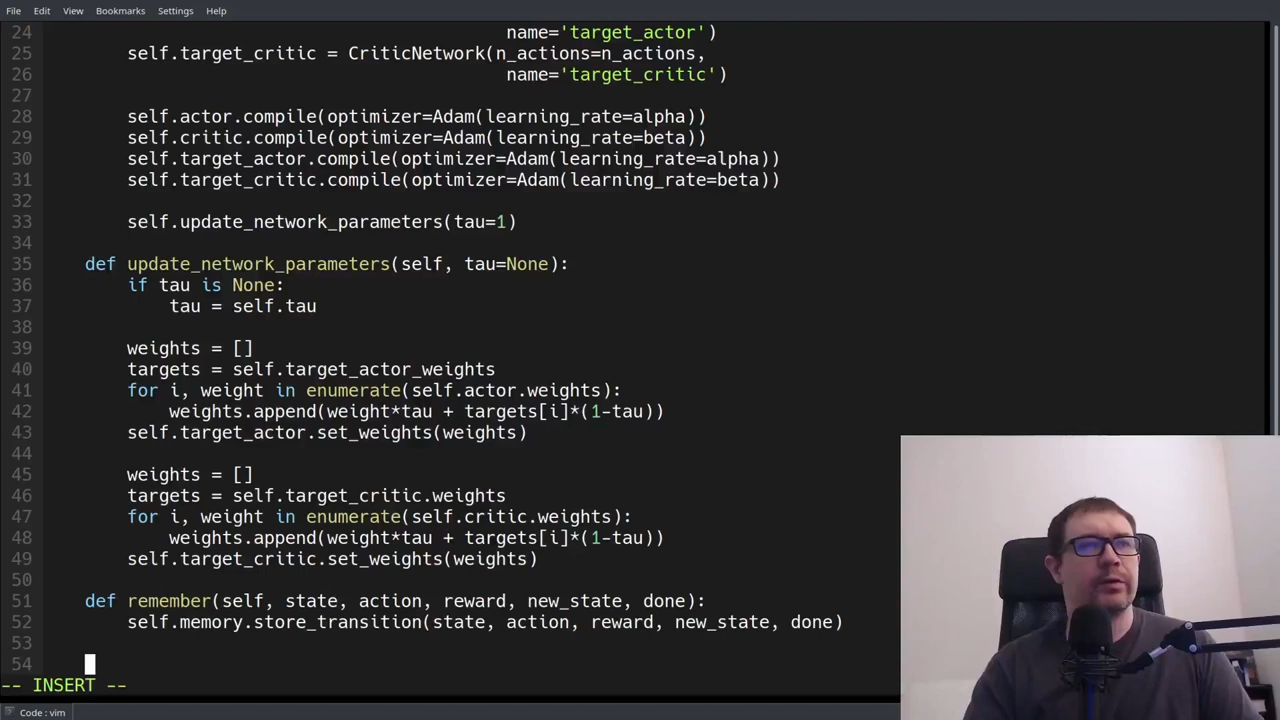 File Edit View Bookmarks Settings Help
24 name='target_actor')
25 self.target_critic = CriticNetwork(n_actions=n_actions,
26 name='target_critic')
27
28 self.actor.compile(optimizer=Adam(learning_rate=alpha))
29 self.critic.compile(optimizer=Adam(learning_rate=beta))
30 self.target_actor.compile(optimizer=Adam(learning_rate=alpha))
31 self.target_critic.compile(optimizer=Adam(learning_rate=beta))
32
33 self.update_network_parameters(tau=1)
34
35 def update_network_parameters(self, tau=None):
36 if tau is None:
37 tau = self.tau
38
39 weights = []
40 targets = self.target_actor_weights
41 for i, weight in enumerate(self.actor.weights):
42 weights.append(weight*tau + targets[i]*(1-tau))
43 self.target_actor.set_weights(weights)
44
45 weights = []
46 targets = self.target_critic.weights
47 for i, weight in enumerate(self.critic.weights):
48 weights.append(weight*tau + targets[i]*(1-tau))
49 self.target_critic.set_weights(weights)
50
51 def remember(self, state, action, reward, new_state, done):
52 self.memory.store_transition(state, action, reward, new_state, done)
53
54
-- INSERT --
Code : vim